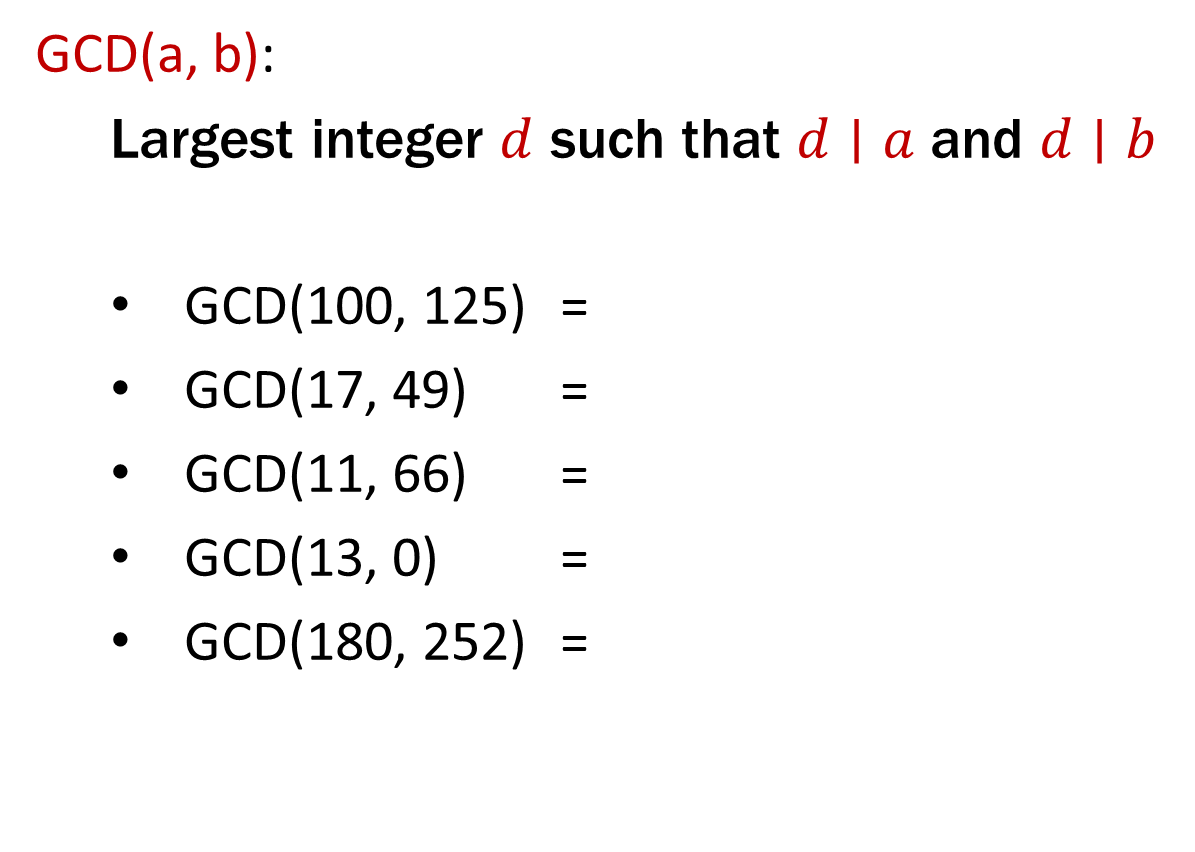 GCD(a, b):
Largest integer d such that d | a and d | b
• GCD(100, 125) =
• GCD(17, 49) =
• GCD(11, 66) =
• GCD(13, 0) =
• GCD(180, 252) =